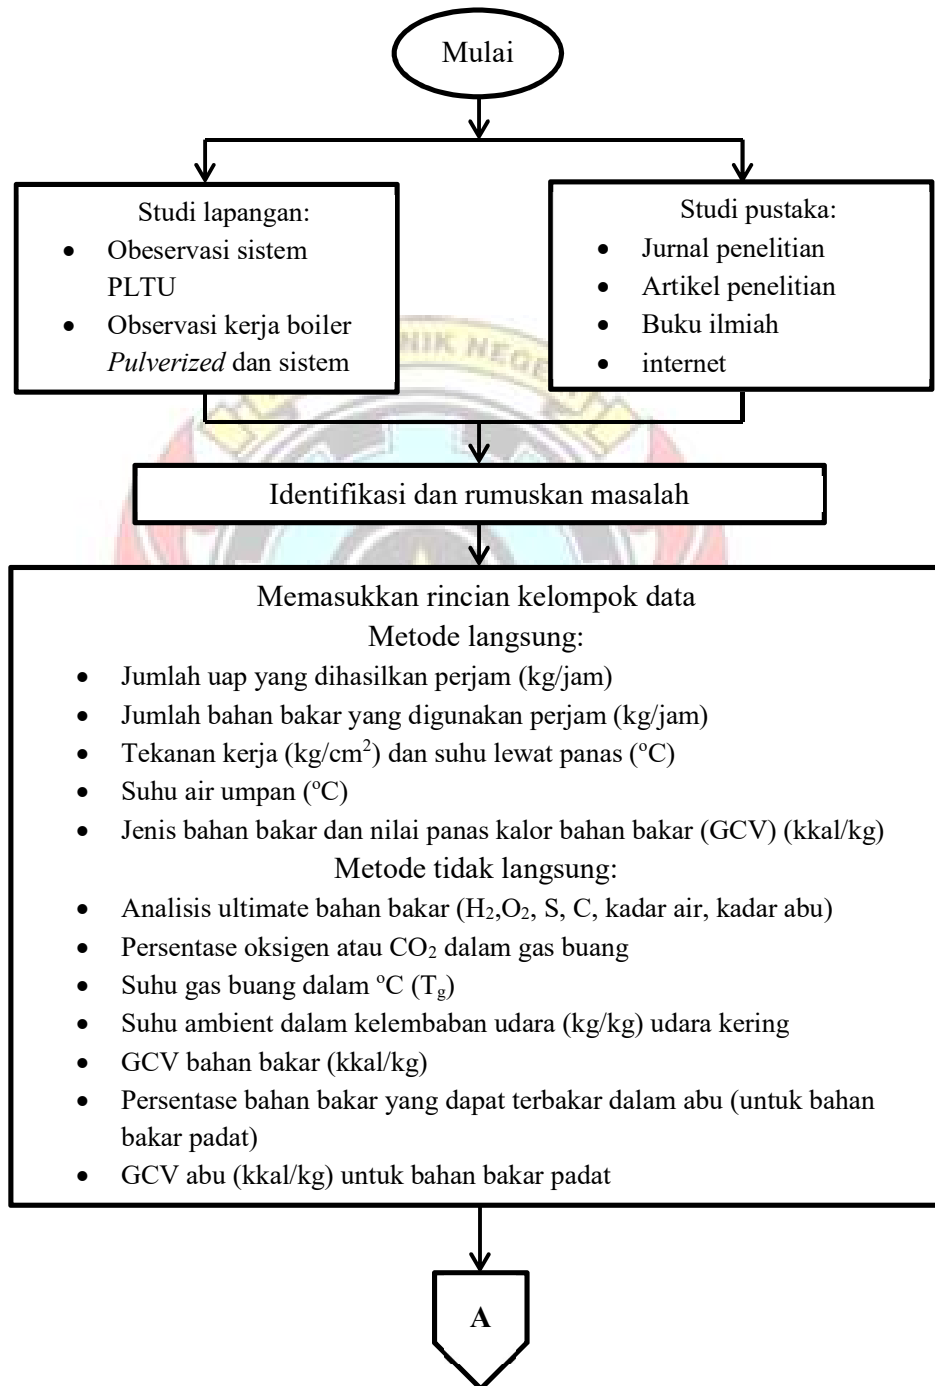 Mulai
Studi lapangan:
• Obeservasi sistem
PLTU
• Observasi kerja boiler
Pulverized dan sistem
Studi pustaka:
• Jurnal penelitian
• Artikel penelitian
• Buku ilmiah
• internet
NIK NEGE
Identifikasi dan rumuskan masalah
Memasukkan rincian kelompok data
Metode langsung:
• Jumlah uap yang dihasilkan perjam (kg/jam)
• Jumlah bahan bakar yang digunakan perjam (kg/jam)
• Tekanan kerja (kg/cm²) dan suhu lewat panas (ºC)
• Suhu air umpan (ºC)
• Jenis bahan bakar dan nilai panas kalor bahan bakar (GCV) (kkal/kg)
Metode tidak langsung:
• Analisis ultimate bahan bakar (H₂,O₂, S, C, kadar air, kadar abu)
• Persentase oksigen atau CO₂ dalam gas buang
• Suhu gas buang dalam ºC (Tg)
• Suhu ambient dalam kelembaban udara (kg/kg) udara kering
• GCV bahan bakar (kkal/kg)
• Persentase bahan bakar yang dapat terbakar dalam abu (untuk bahan
bakar padat)
• GCV abu (kkal/kg) untuk bahan bakar padat
A